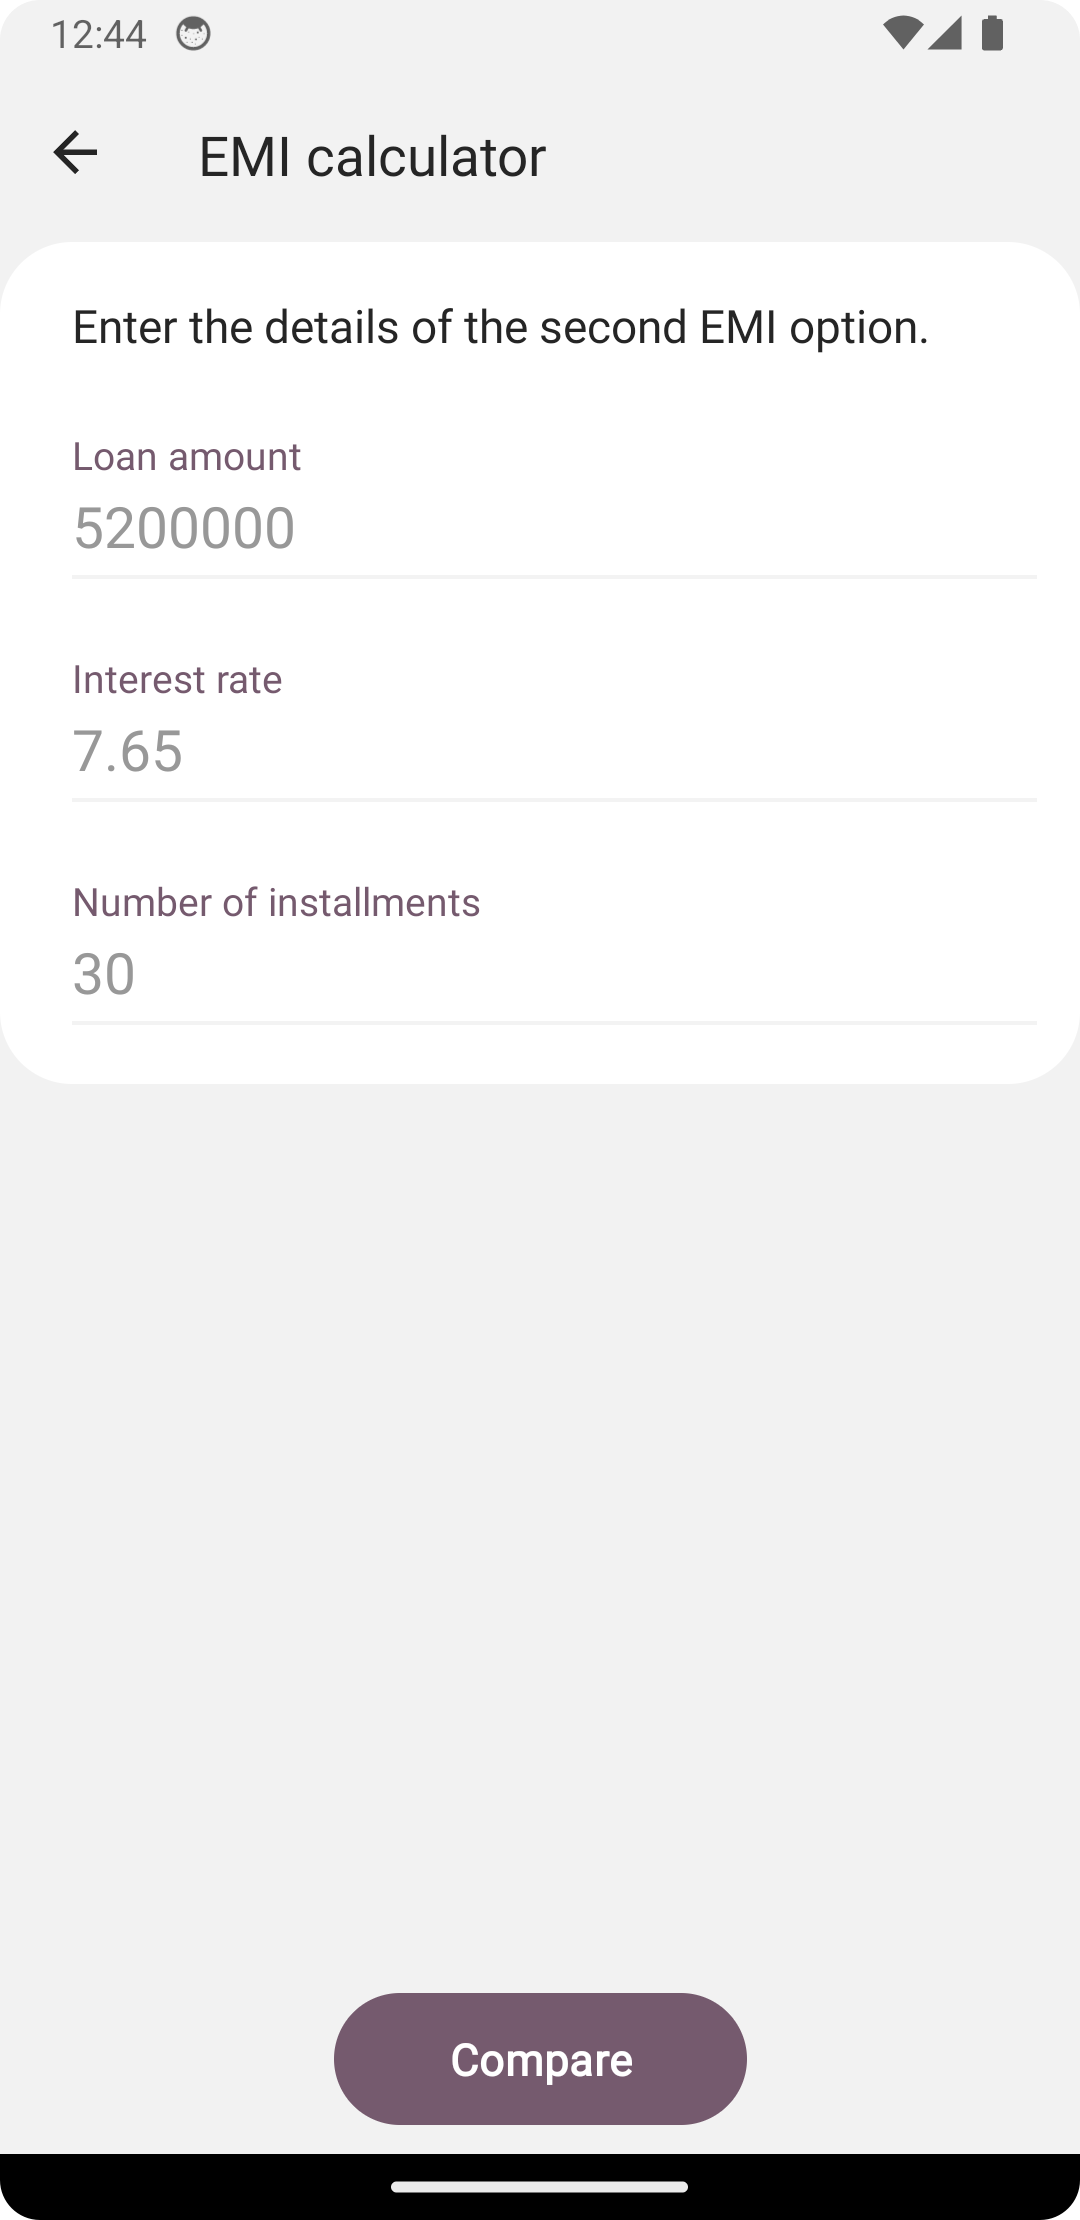 12:44
EMI calculator
Enter the details of the second EMI option.
Loan amount
5200000
Interest rate
7.65
Number of installments
30
Compare